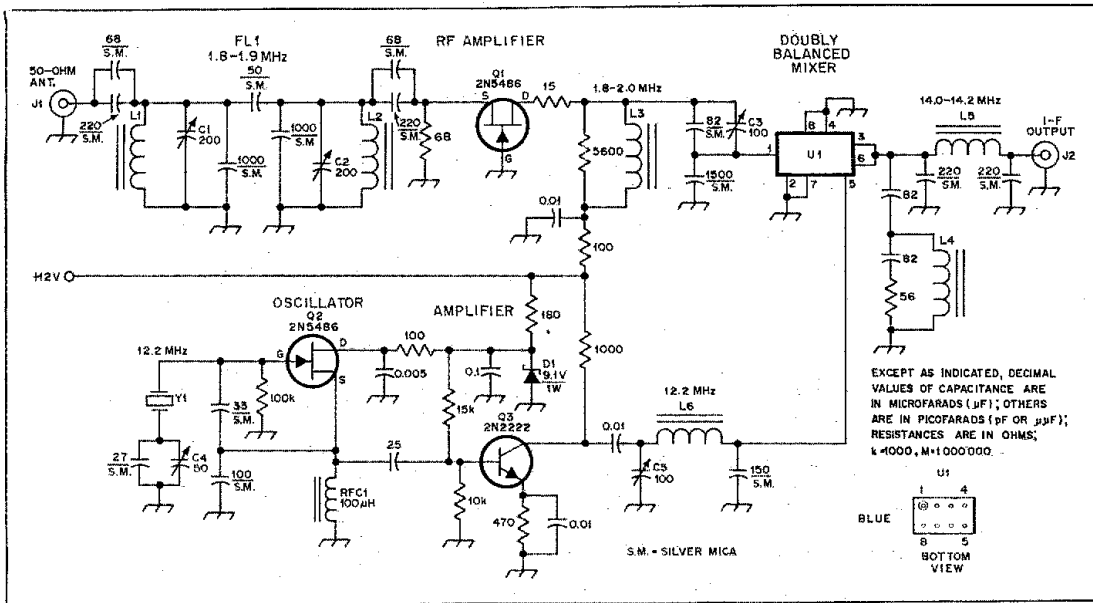 68
S.M.
FL1
1.8-1.9 MHz
68
S.M.
RF AMPLIFIER
DOUBLY
BALANCED
MIXER
50-OHM
ANT.
J1
50
S.M.
Q1
2N5486
S
D
G
15
1.8-2.0 MHz
14.0-14.2 MHz
L5
I-F
OUTPUT
J2
220
S.M.
L1
C1
200
1000
S.M.
1000
S.M.
C2
200
L2
220
S.M.
68
5600
L3
82
S.M.
C3
100
1500
S.M.
1
8
4
U1
3
6
2
7
5
220
S.M.
220
S.M.
82
82
L4
56
0.01
100
+12V
OSCILLATOR
Q2
2N5486
AMPLIFIER
180
1000
12.2 MHz
G
D
S
100
0.005
0.1
D1
9.1V
1W
Y1
33
S.M.
100k
15k
Q3
2N2222
0.01
12.2 MHz
L6
27
S.M.
C4
50
100
S.M.
25
RFC1
100µH
10k
470
0.01
C5
100
150
S.M.
EXCEPT AS INDICATED, DECIMAL
VALUES OF CAPACITANCE ARE
IN MICROFARADS (µF); OTHERS
ARE IN PICOFARADS (pF OR µµF);
RESISTANCES ARE IN OHMS;
k=1000, M=1 000 000.
S.M. = SILVER MICA
U1
1
4
BLUE
8
5
BOTTOM
VIEW